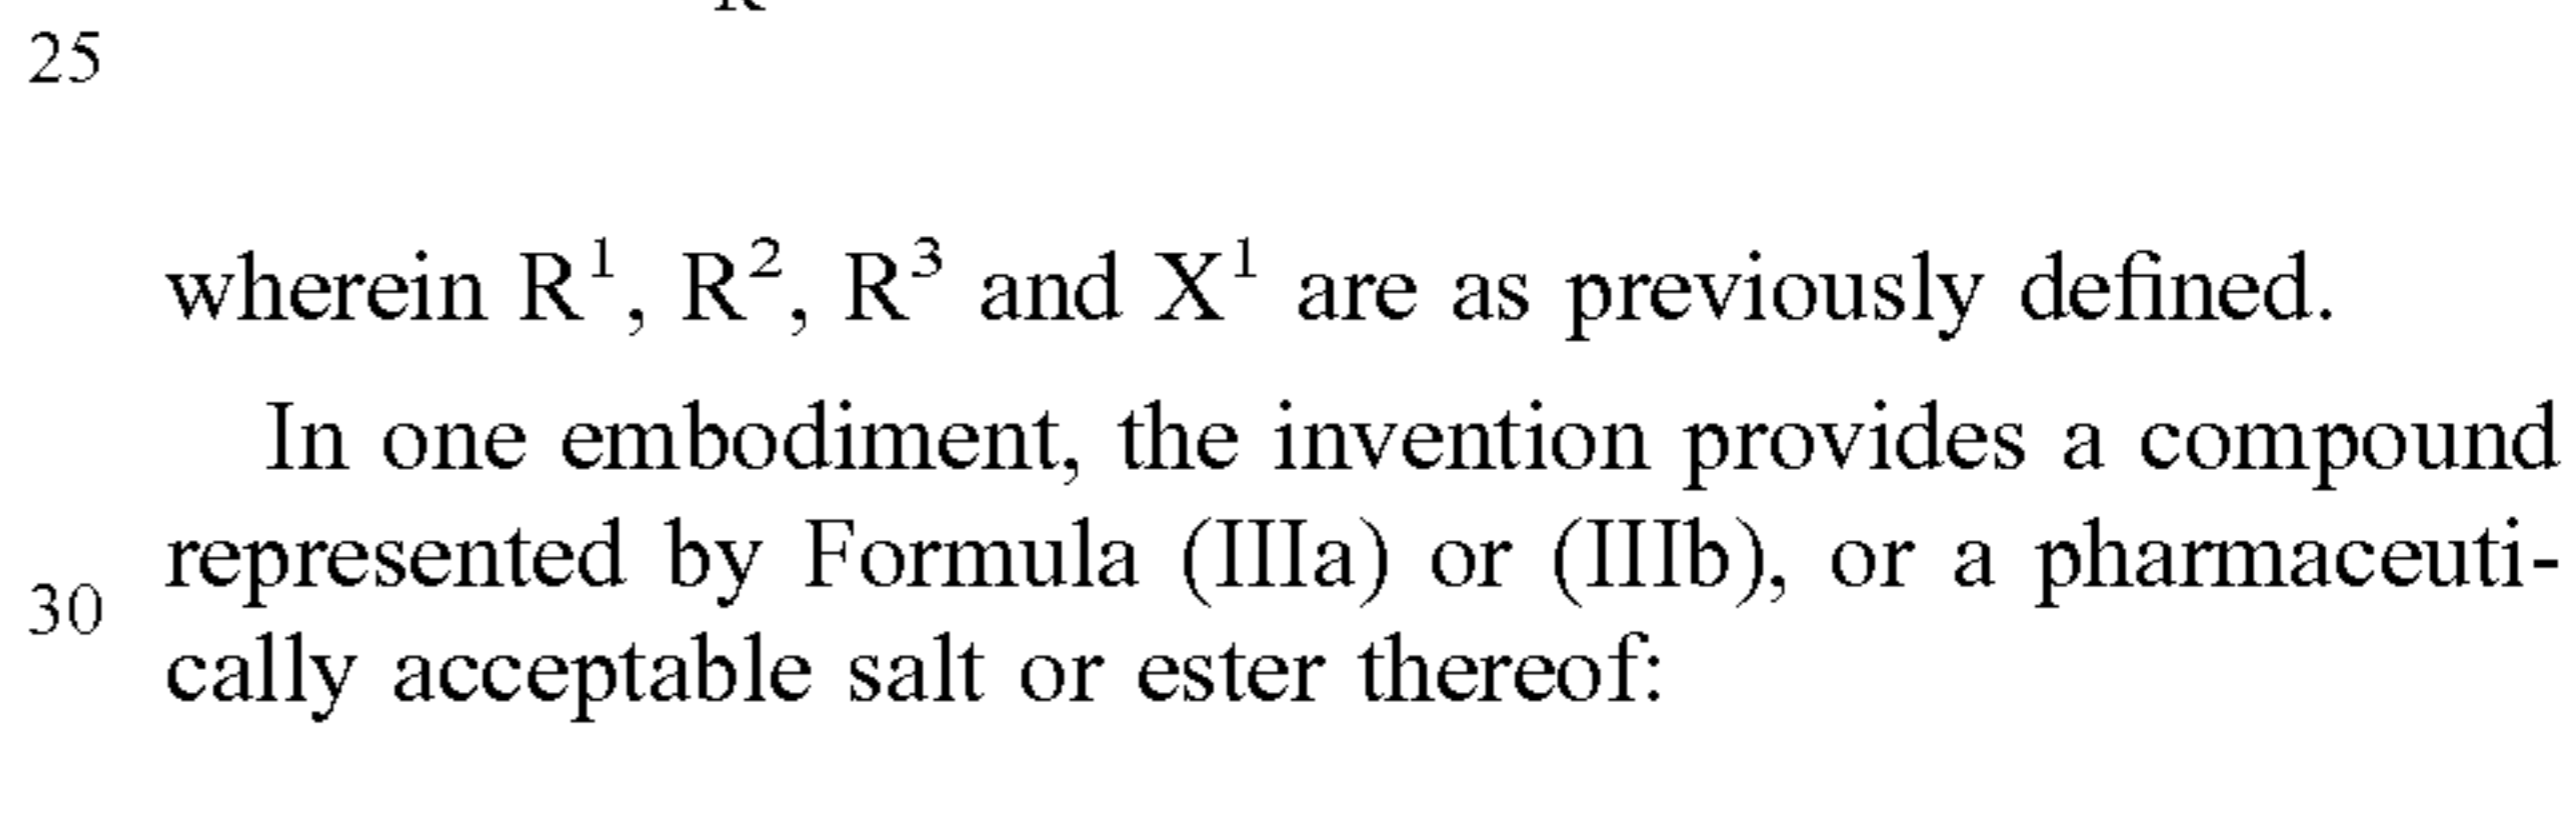 25
wherein R¹, R², R³ and X¹ are as previously defined.
In one embodiment, the invention provides a compound
represented by Formula (IIIa) or (IIIb), or a pharmaceuti-
30
cally acceptable salt or ester thereof: